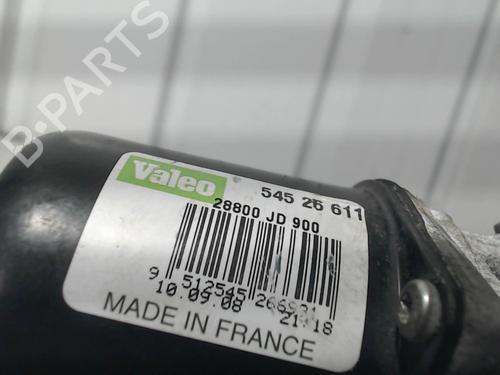 B-PARTS
Valeo
545 26 611
28800 JD 900
9 512545 266931
10.09.08 21:18
MADE IN FRANCE